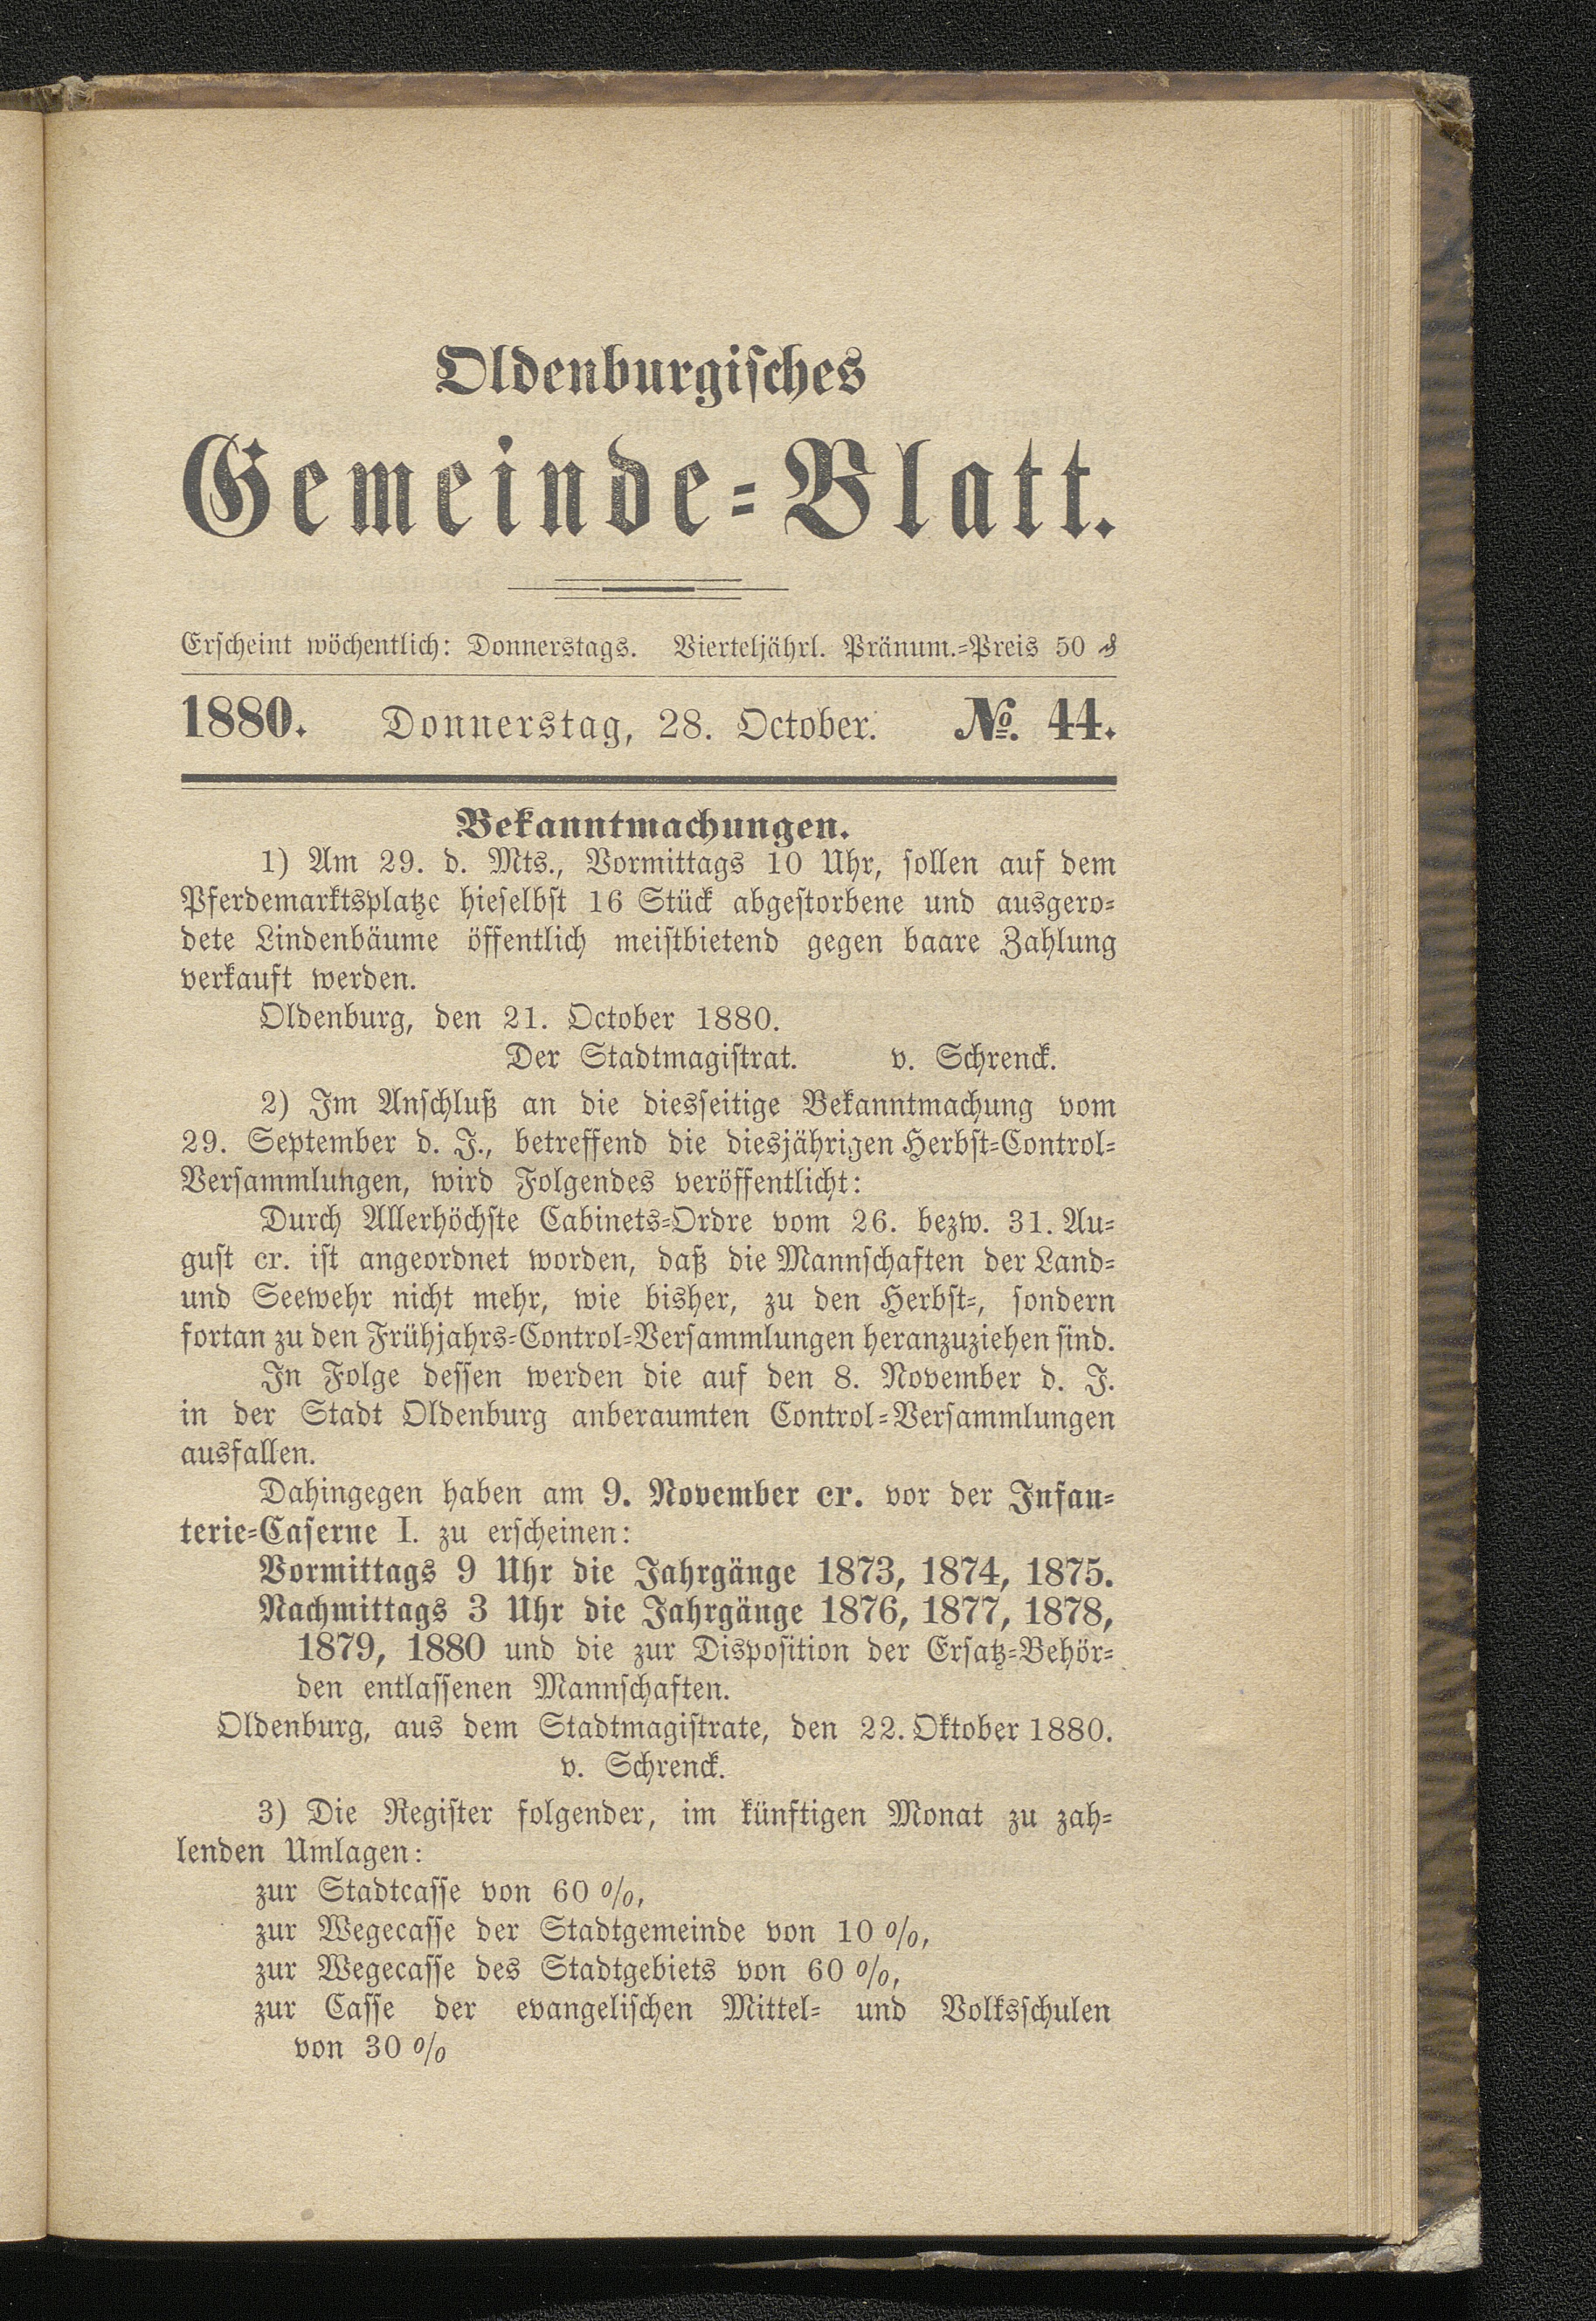 Oldenburgisches
Gemeinde-Blatt.
Erscheint wöchentlich: Donnerstags. Vierteljährl. Pränum.-Preis 50 ₰
1880. Donnerstag, 28. October. №. 44.
Bekanntmachungen.
1) Am 29. d. Mts., Vormittags 10 Uhr, sollen auf dem
Pferdemarktsplatze hieselbst 16 Stück abgestorbene und ausgero-
dete Lindenbäume öffentlich meistbietend gegen baare Zahlung
verkauft werden.
Oldenburg, den 21. October 1880.
Der Stadtmagistrat. v. Schrenck.
2) Im Anschluß an die diesseitige Bekanntmachung vom
29. September d. J., betreffend die diesjährigen Herbst-Control-
Versammlungen, wird Folgendes veröffentlicht:
Durch Allerhöchste Cabinets-Ordre vom 26. bezw. 31. Au-
gust cr. ist angeordnet worden, daß die Mannschaften der Land-
und Seewehr nicht mehr, wie bisher, zu den Herbst-, sondern
fortan zu den Frühjahrs-Control-Versammlungen heranzuziehen sind.
In Folge dessen werden die auf den 8. November d. J.
in der Stadt Oldenburg anberaumten Control-Versammlungen
ausfallen.
Dahingegen haben am 9. November cr. vor der Infan-
terie-Caserne I. zu erscheinen:
Vormittags 9 Uhr die Jahrgänge 1873, 1874, 1875.
Nachmittags 3 Uhr die Jahrgänge 1876, 1877, 1878,
1879, 1880 und die zur Disposition der Ersatz-Behör-
den entlassenen Mannschaften.
Oldenburg, aus dem Stadtmagistrate, den 22. Oktober 1880.
v. Schrenck.
3) Die Register folgender, im künftigen Monat zu zah-
lenden Umlagen:
zur Stadtcasse von 60 %,
zur Wegecasse der Stadtgemeinde von 10 %,
zur Wegecasse des Stadtgebiets von 60 %,
zur Casse der evangelischen Mittel- und Volksschulen
von 30 %